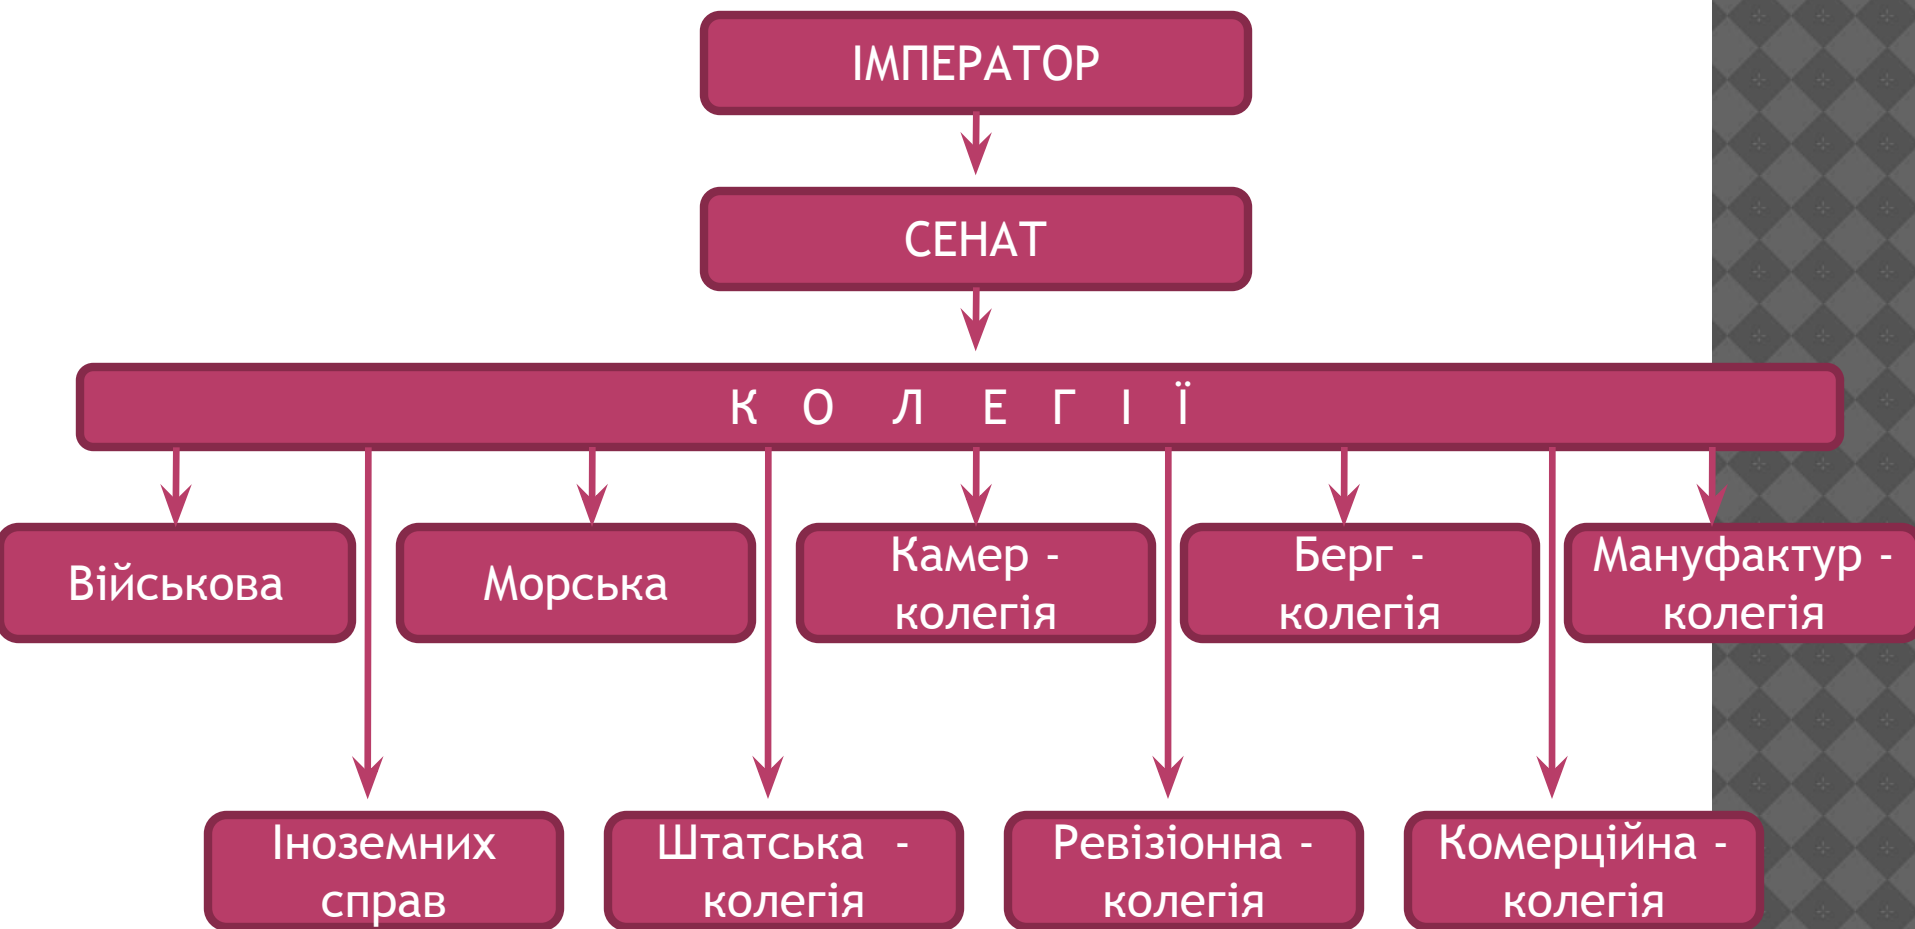 ІМПЕРАТОР
СЕНАТ
К О Л Е Г І Ї
Військова
Морська
Камер -
колегія
Берг -
колегія
Мануфактур -
колегія
Іноземних
справ
Штатська -
колегія
Ревізіонна -
колегія
Комерційна -
колегія